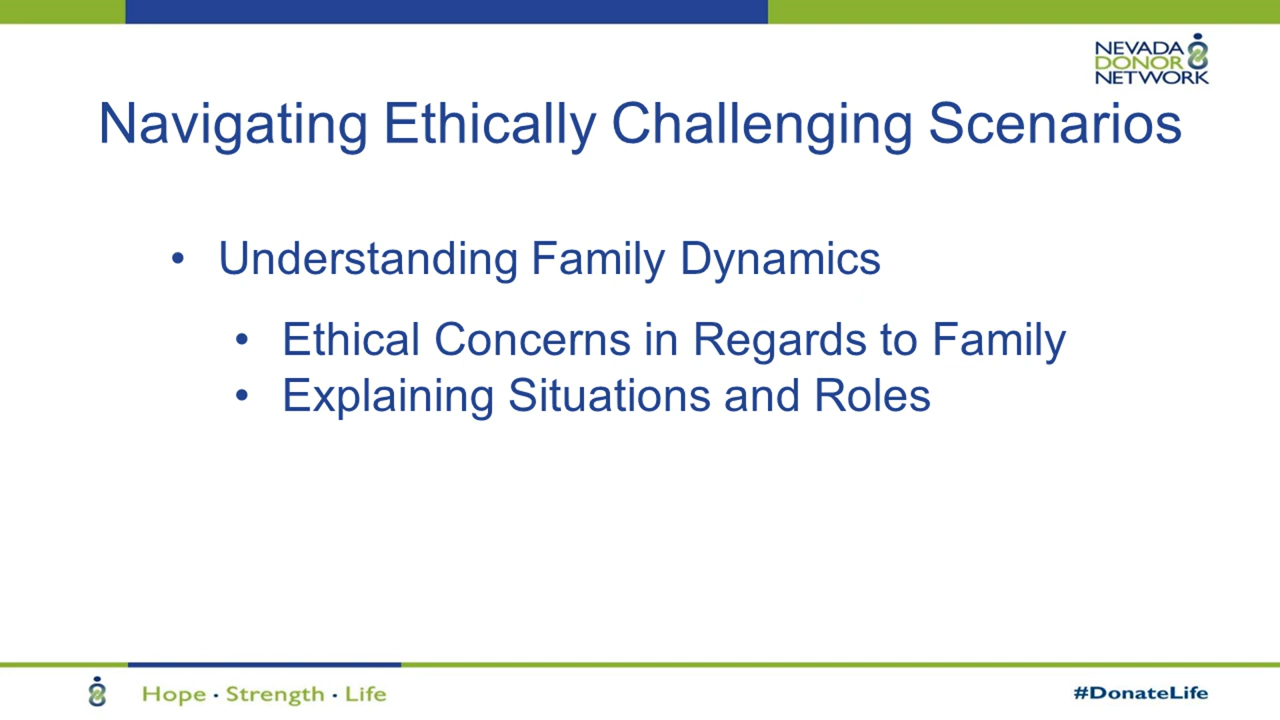 NEVADA
DONOR
NETWORK
Navigating Ethically Challenging Scenarios
• Understanding Family Dynamics
• Ethical Concerns in Regards to Family
• Explaining Situations and Roles
Hope · Strength · Life
#DonateLife